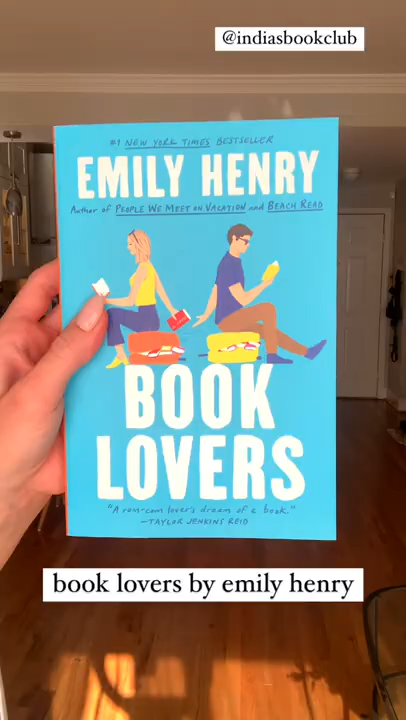 @indiasbookclub
#1 NEW YORK TIMES BESTSELLER
EMILY HENRY
Author of PEOPLE WE MEET ON VACATION and BEACH READ
BOOK
LOVERS
"A rom-com lover's dream of a book."
—TAYLOR JENKINS REID
book lovers by emily henry